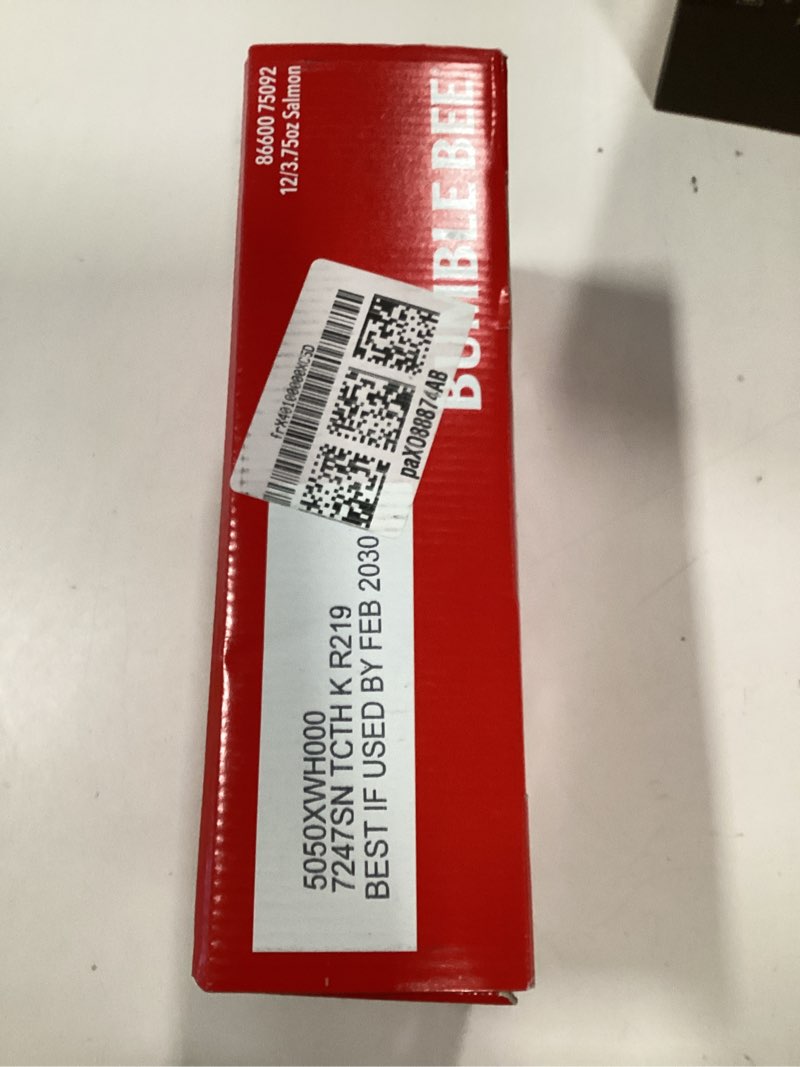 86600 75092
12/3.75oz Salmon
BUMBLE BEE
paX088874AB
5050XWH000
7247SN TCTH K R219
BEST IF USED BY FEB 2030